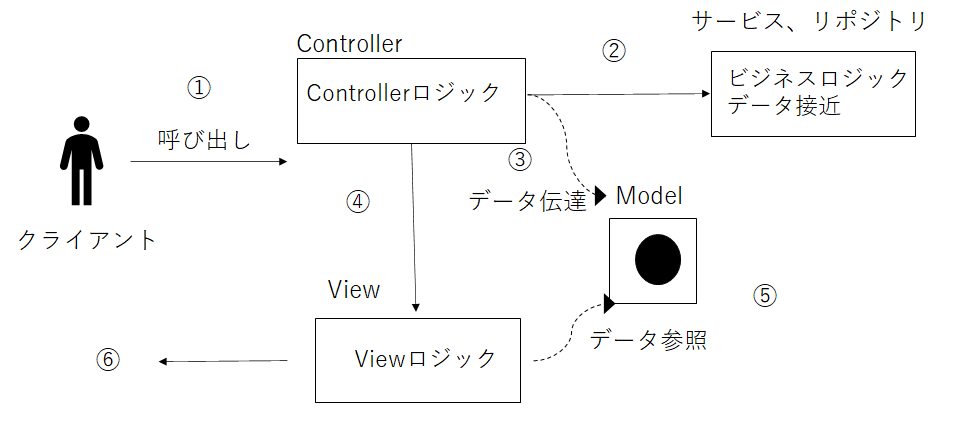 サービス、リポジトリ
Controller
②
Controllerロジック
ビジネスロジック
データ接近
①
呼び出し
③
④
データ伝達
Model
クライアント
View
⑤
データ参照
Viewロジック
⑥